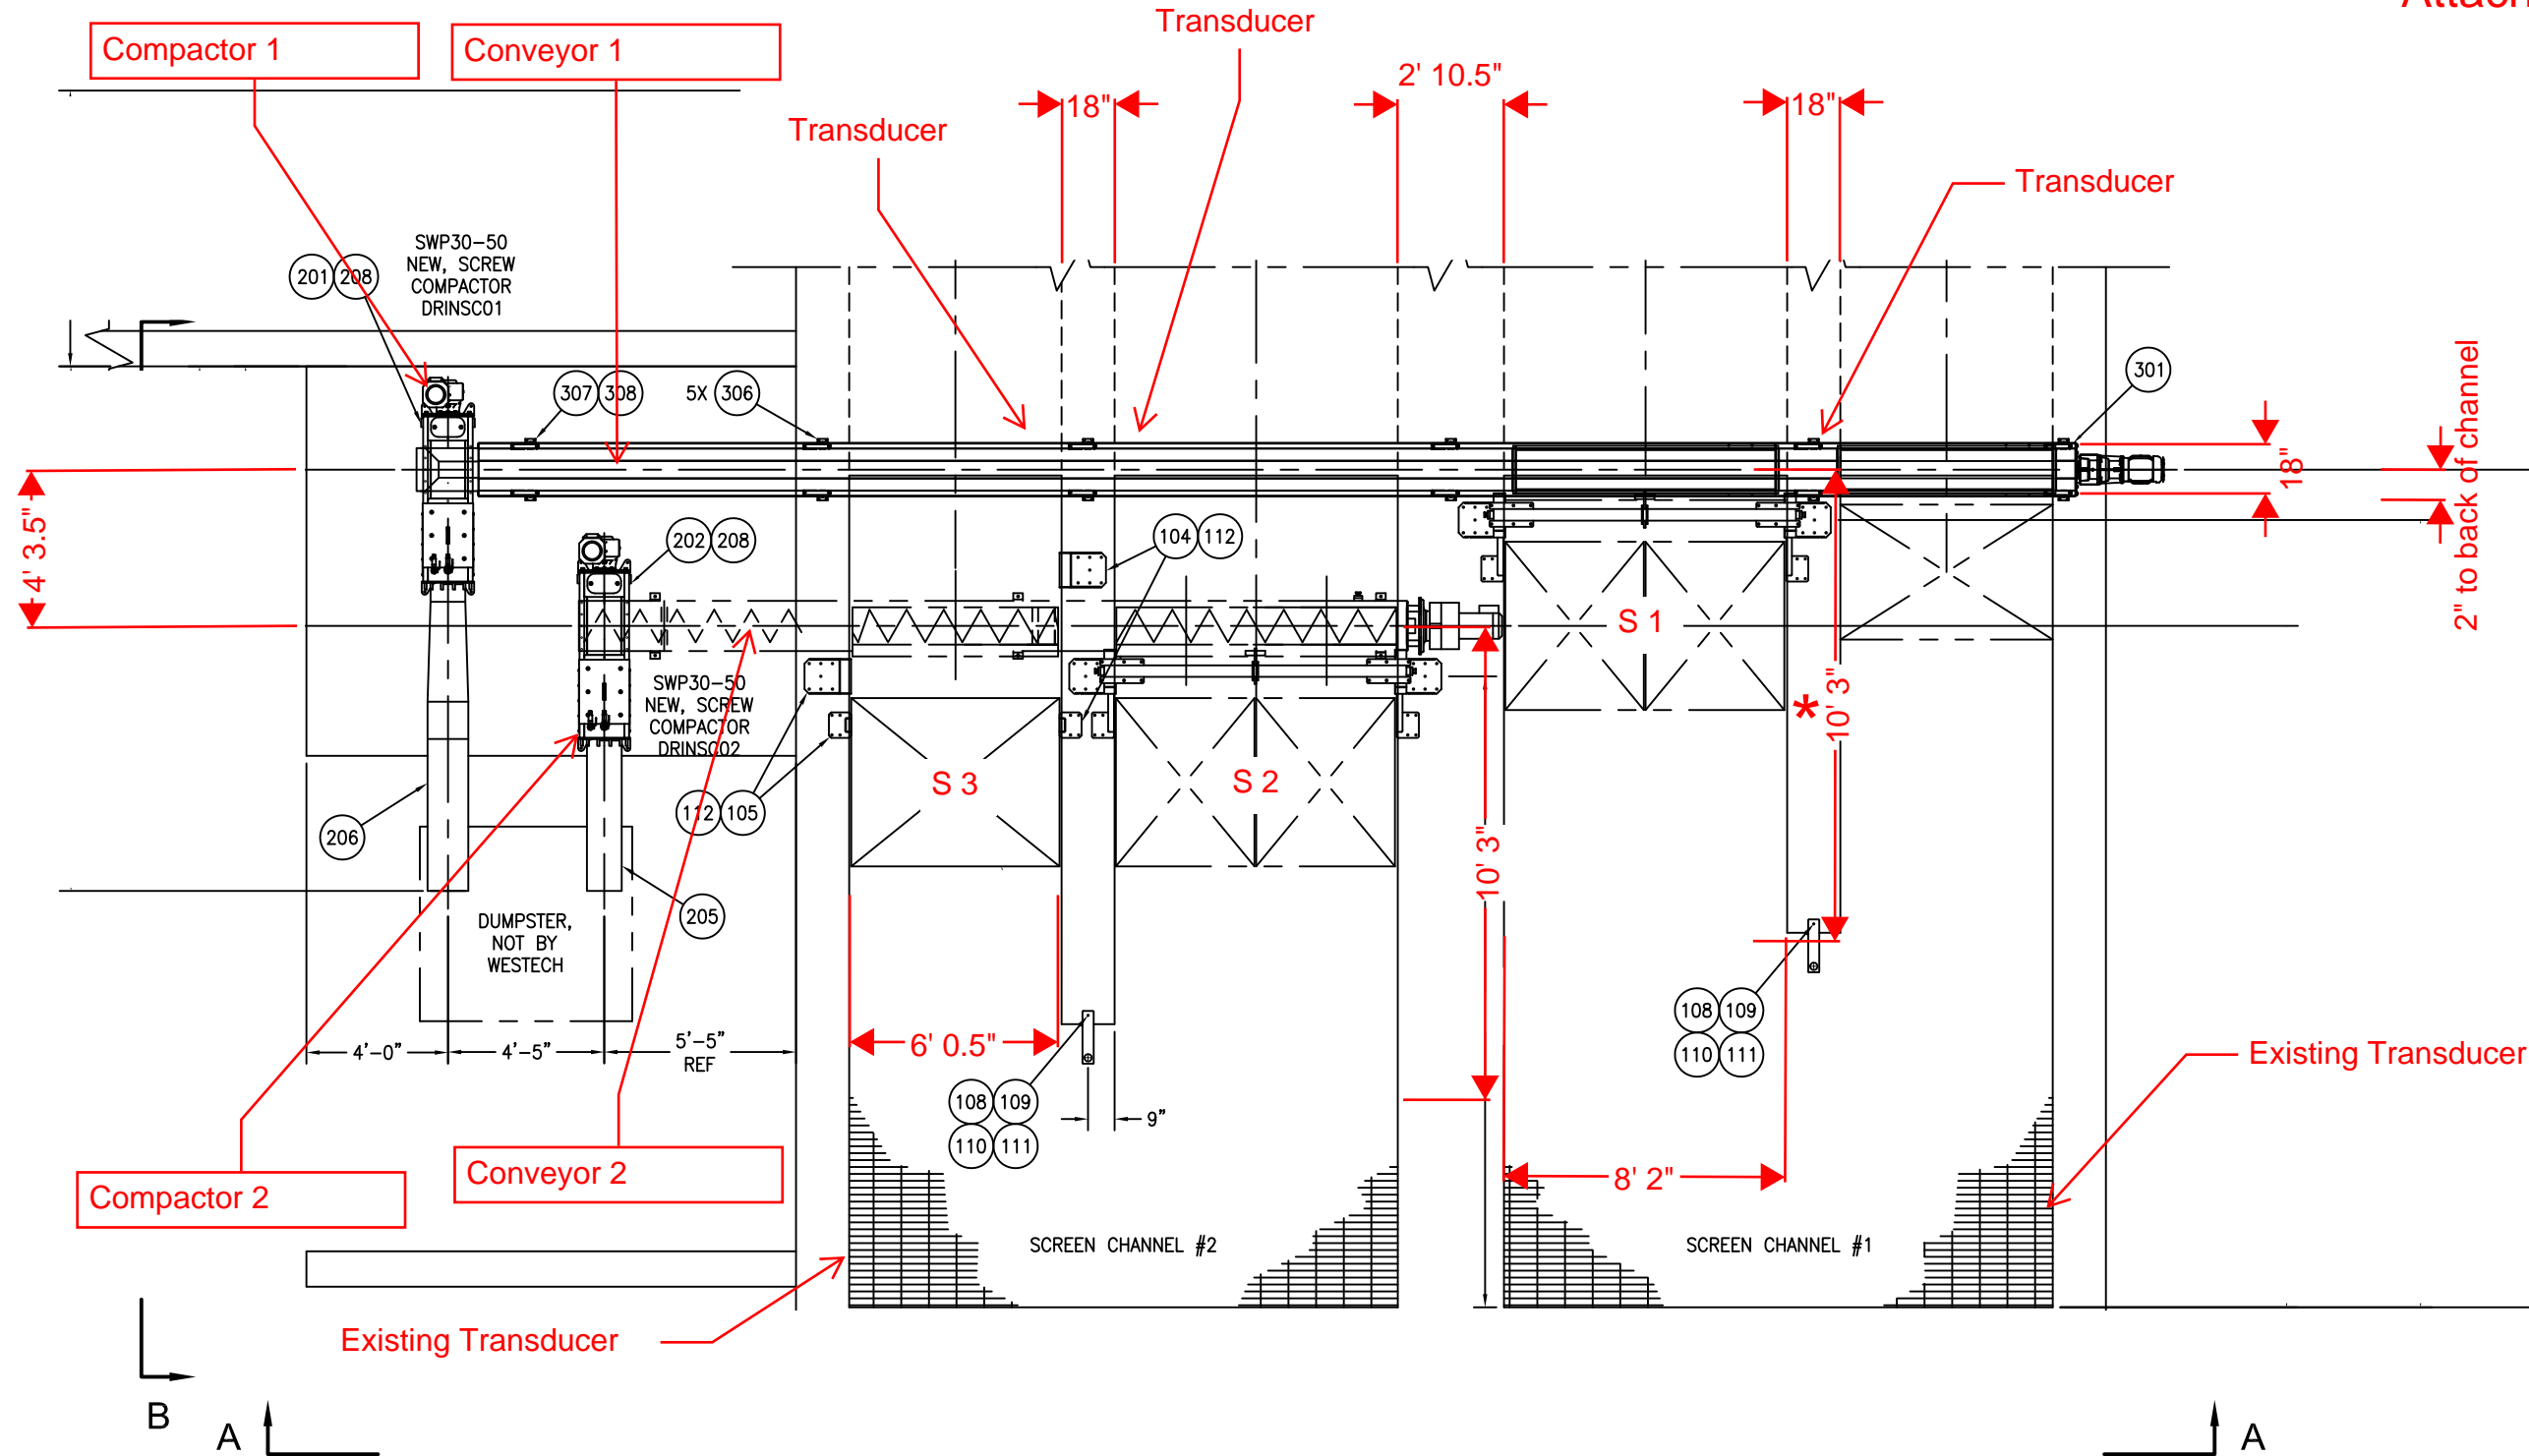 Attach
Transducer
Compactor 1
Conveyor 1
2' 10.5"
18"
18"
Transducer
Transducer
SWP30-50
NEW, SCREW
COMPACTOR
DRINSC01
201 208
307 308
5X 306
301
18"
2" to back of channel
4' 3.5"
202 208
104 112
S 1
SWP30-50
NEW, SCREW
COMPACTOR
DRINSC02
*
10' 3"
S 3
S 2
206
112 105
10' 3"
205
DUMPSTER,
NOT BY
WESTECH
4'-0"
4'-5"
5'-5"
REF
6' 0.5"
108 109
110 111
108 109
110 111
9"
Existing Transducer
Conveyor 2
Compactor 2
8' 2"
SCREEN CHANNEL #2
SCREEN CHANNEL #1
Existing Transducer
B
A
A